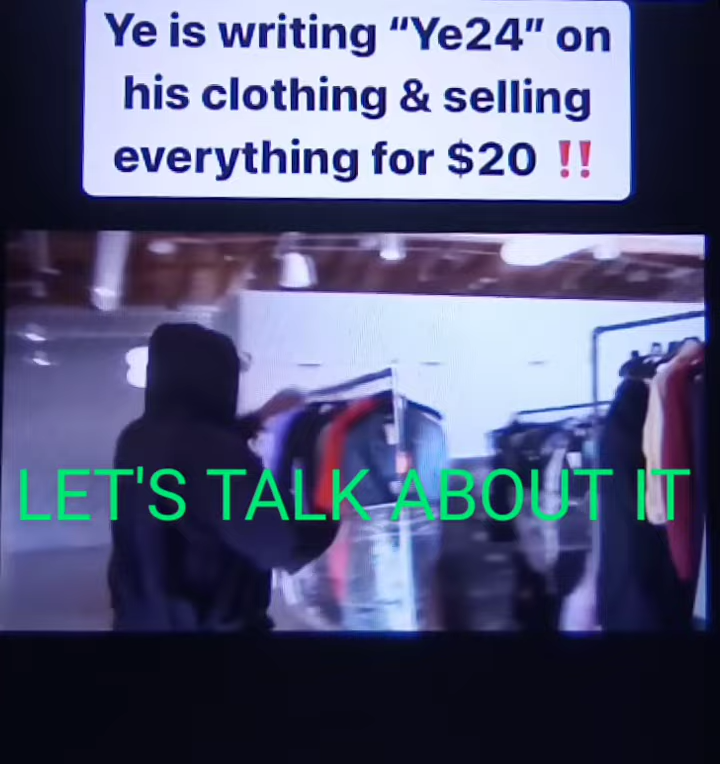 Ye is writing “Ye24” on
his clothing & selling
everything for $20 ‼️
LET'S TALK ABOUT IT